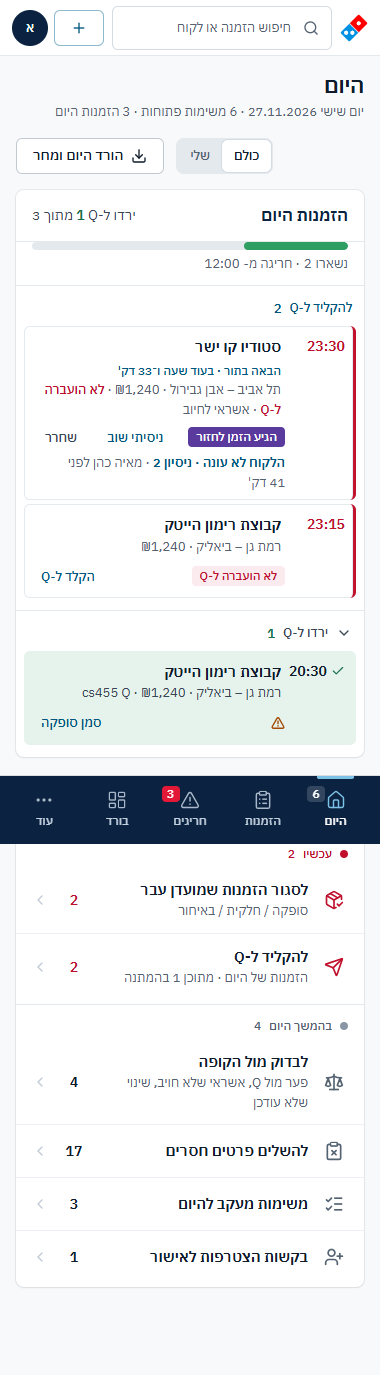 חיפוש הזמנה או לקוח
א
היום
יום שישי 27.11.2026 · 6 משימות פתוחות · 3 הזמנות היום
כולם
שלי
הורד היום ומחר
הזמנות היום
ירדו ל-Q 1 מתוך 3
נשארו 2 · חריגה מ- 12:00
להקליד ל-Q 2
23:30 סטודיו קו ישר
הבאה בתור · בעוד שעה ו־33 דק'
תל אביב – אבן גבירול · ₪1,240 · לא הועברה
ל-Q · אשראי לחיוב
הגיע הזמן לחזור
ניסיתי שוב
שחרר
הלקוח לא עונה · ניסיון 2 · מאיה כהן לפני
41 דק'
23:15 קבוצת רימון הייטק
רמת גן – ביאליק · ₪1,240
לא הועברה ל-Q
הקלד ל-Q
ירדו ל-Q 1
20:30 קבוצת רימון הייטק
רמת גן – ביאליק · ₪1,240 · cs455 Q
סמן סופקה
6
היום
הזמנות
3
חריגים
בורד
עוד
עכשיו 2
לסגור הזמנות שמועדן עבר
סופקה / חלקית / באיחור
2
להקליד ל-Q
הזמנות של היום · מתוכן 1 בהמתנה
2
בהמשך היום 4
לבדוק מול הקופה
פער מול Q, אשראי שלא חויב, שינוי
שלא עודכן
4
להשלים פרטים חסרים
17
משימות מעקב להיום
3
בקשות הצטרפות לאישור
1